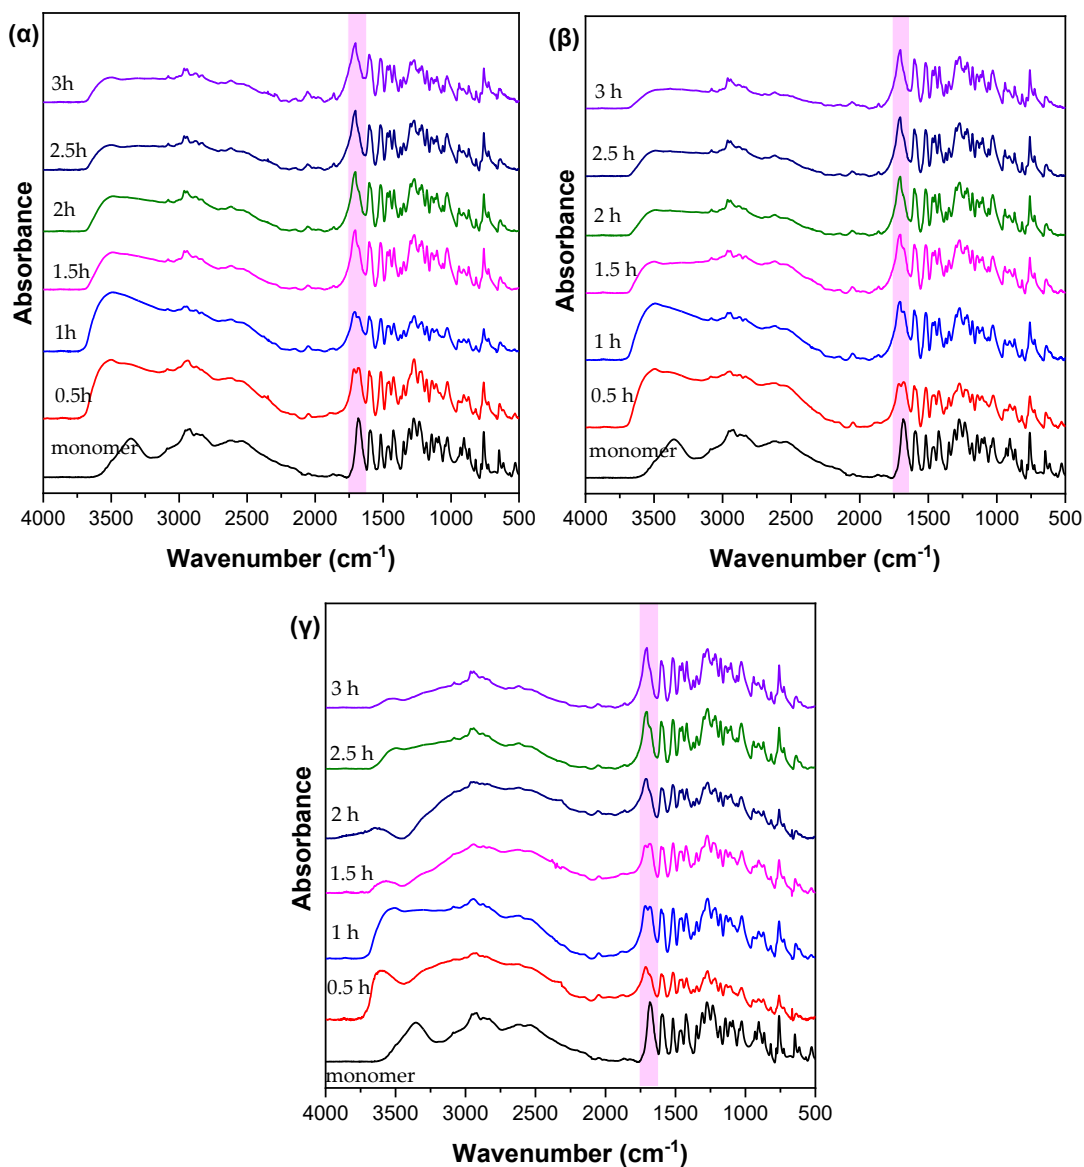 (α)
3h
2.5h
2h
1.5h
1h
0.5h
monomer
Absorbance
4000 3500 3000 2500 2000 1500 1000 500
Wavenumber (cm⁻¹)
(β)
3 h
2.5 h
2 h
1.5 h
1 h
0.5 h
monomer
Absorbance
4000 3500 3000 2500 2000 1500 1000 500
Wavenumber (cm⁻¹)
(γ)
3 h
2.5 h
2 h
1.5 h
1 h
0.5 h
monomer
Absorbance
4000 3500 3000 2500 2000 1500 1000 500
Wavenumber (cm⁻¹)